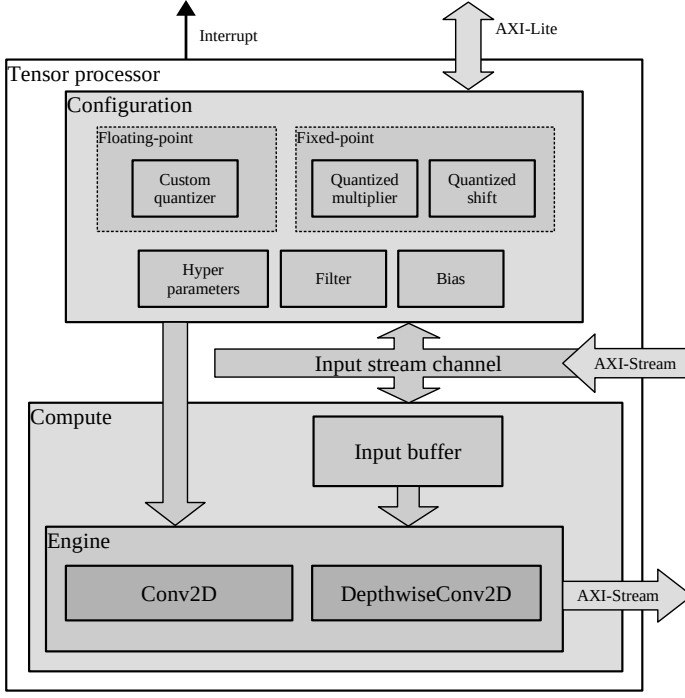 Interrupt
AXI-Lite
Tensor processor
Configuration
Floating-point
Fixed-point
Custom
quantizer
Quantized
multiplier
Quantized
shift
Hyper
parameters
Filter
Bias
Input stream channel
AXI-Stream
Compute
Input buffer
Engine
Conv2D
DepthwiseConv2D
AXI-Stream